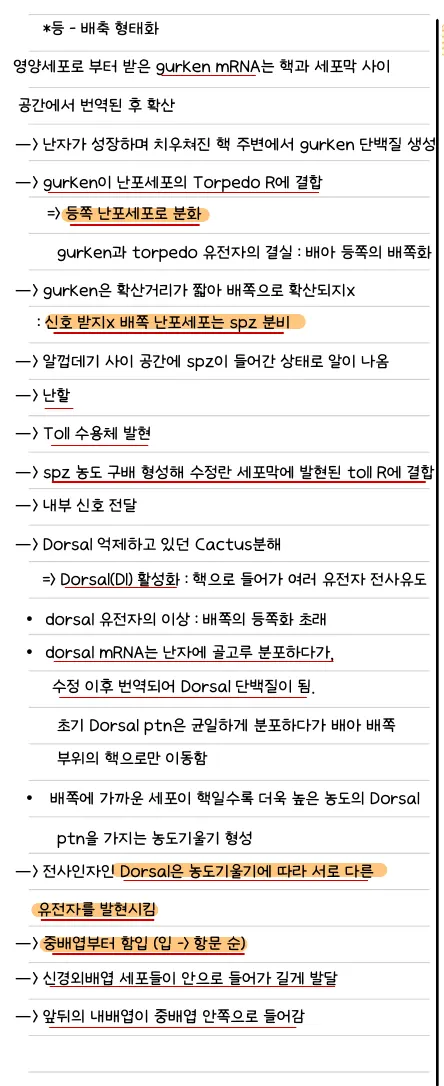 *등 - 배축 형태화
영양세포로 부터 받은 gurken mRNA는 핵과 세포막 사이
공간에서 번역된 후 확산
—> 난자가 성장하며 치우쳐진 핵 주변에서 gurken 단백질 생성
—> gurken이 난포세포의 Torpedo R에 결합
=> 등쪽 난포세포로 분화
gurken과 torpedo 유전자의 결실 : 배아 등쪽의 배쪽화
—> gurken은 확산거리가 짧아 배쪽으로 확산되지x
: 신호 받지x 배쪽 난포세포는 spz 분비
—> 알껍데기 사이 공간에 spz이 들어간 상태로 알이 나옴
—> 난할
—> Toll 수용체 발현
—> spz 농도 구배 형성해 수정란 세포막에 발현된 toll R에 결합
—> 내부 신호 전달
—> Dorsal 억제하고 있던 Cactus분해
=> Dorsal(Dl) 활성화 : 핵으로 들어가 여러 유전자 전사유도
• dorsal 유전자의 이상 : 배쪽의 등쪽화 초래
• dorsal mRNA는 난자에 골고루 분포하다가,
수정 이후 번역되어 Dorsal 단백질이 됨.
초기 Dorsal ptn은 균일하게 분포하다가 배아 배쪽
부위의 핵으로만 이동함
• 배쪽에 가까운 세포이 핵일수록 더욱 높은 농도의 Dorsal
ptn을 가지는 농도기울기 형성
—> 전사인자인 Dorsal은 농도기울기에 따라 서로 다른
유전자를 발현시킴
—> 중배엽부터 함입 (입 -> 항문 순)
—> 신경외배엽 세포들이 안으로 들어가 길게 발달
—> 앞뒤의 내배엽이 중배엽 안쪽으로 들어감